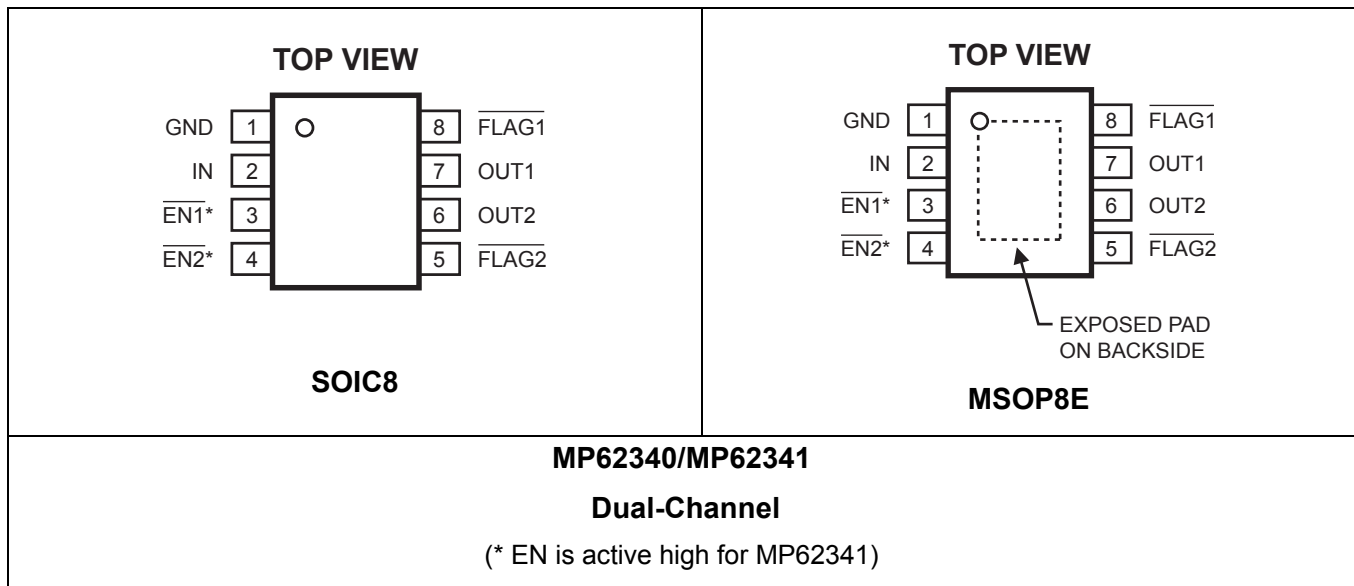 TOP VIEW
GND 1 8 FLAG1
IN 2 7 OUT1
EN1* 3 6 OUT2
EN2* 4 5 FLAG2
SOIC8
TOP VIEW
GND 1 8 FLAG1
IN 2 7 OUT1
EN1* 3 6 OUT2
EN2* 4 5 FLAG2
EXPOSED PAD
ON BACKSIDE
MSOP8E
MP62340/MP62341
Dual-Channel
(* EN is active high for MP62341)